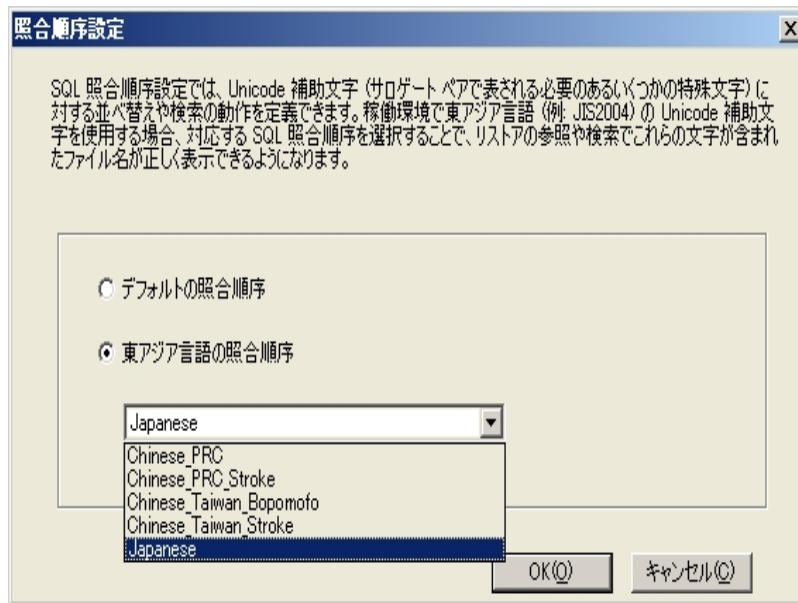 照合順序設定
SQL 照合順序設定では、Unicode 補助文字 (サロゲート ペアで表される必要のあるいくつかの特殊文字) に
対する並べ替えや検索の動作を定義できます。稼働環境で東アジア言語 (例: JIS2004) の Unicode 補助文
字を使用する場合、対応する SQL 照合順序を選択することで、リストアの参照や検索でこれらの文字が含まれ
たファイル名が正しく表示できるようになります。
デフォルトの照合順序
東アジア言語の照合順序
Japanese
Chinese_PRC
Chinese_PRC_Stroke
Chinese_Taiwan_Bopomofo
Chinese_Taiwan_Stroke
Japanese
OK(O) キャンセル(C)